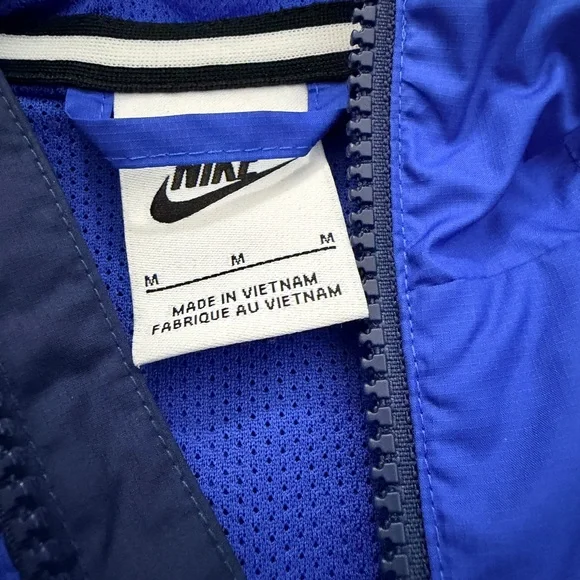 NIKE
M M M
MADE IN VIETNAM
FABRIQUE AU VIETNAM